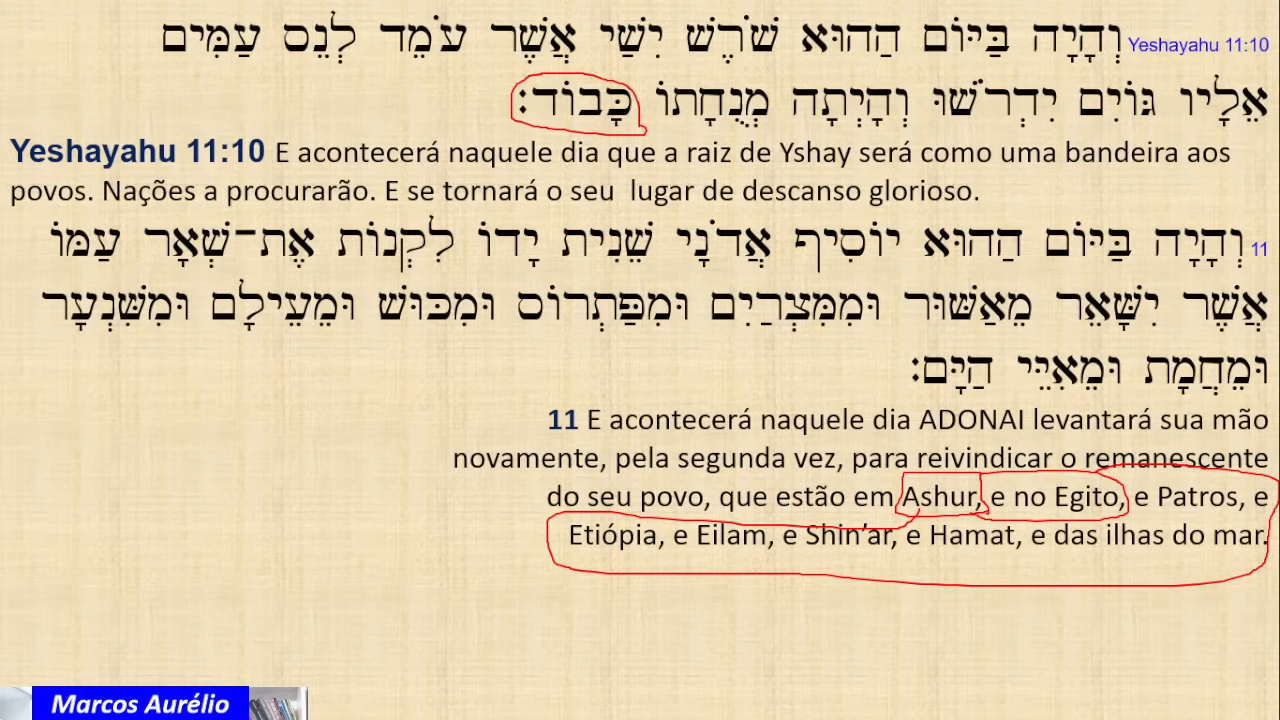 Yeshayahu 11:10 וְהָיָה בַּיּוֹם הַהוּא שֹׁרֶשׁ יִשַׁי אֲשֶׁר עֹמֵד לְנֵס עַמִּים
אֵלָיו גּוֹיִם יִדְרֹשׁוּ וְהָיְתָה מְנֻחָתוֹ כָּבוֹד׃
Yeshayahu 11:10 E acontecerá naquele dia que a raiz de Yshay será como uma bandeira aos
povos. Nações a procurarão. E se tornará o seu lugar de descanso glorioso.
11 וְהָיָה בַּיּוֹם הַהוּא יוֹסִיף אֲדֹנָי שֵׁנִית יָדוֹ לִקְנוֹת אֶת־שְׁאָר עַמּוֹ
אֲשֶׁר יִשָּׁאֵר מֵאַשּׁוּר וּמִמִּצְרַיִם וּמִפַּתְרוֹס וּמִכּוּשׁ וּמֵעֵילָם וּמִשִּׁנְעָר
וּמֵחֲמָת וּמֵאִיֵּי הַיָּם׃
11 E acontecerá naquele dia ADONAI levantará sua mão
novamente, pela segunda vez, para reivindicar o remanescente
do seu povo, que estão em Ashur, e no Egito, e Patros, e
Etiópia, e Eilam, e Shin’ar, e Hamat, e das ilhas do mar.
Marcos Aurélio